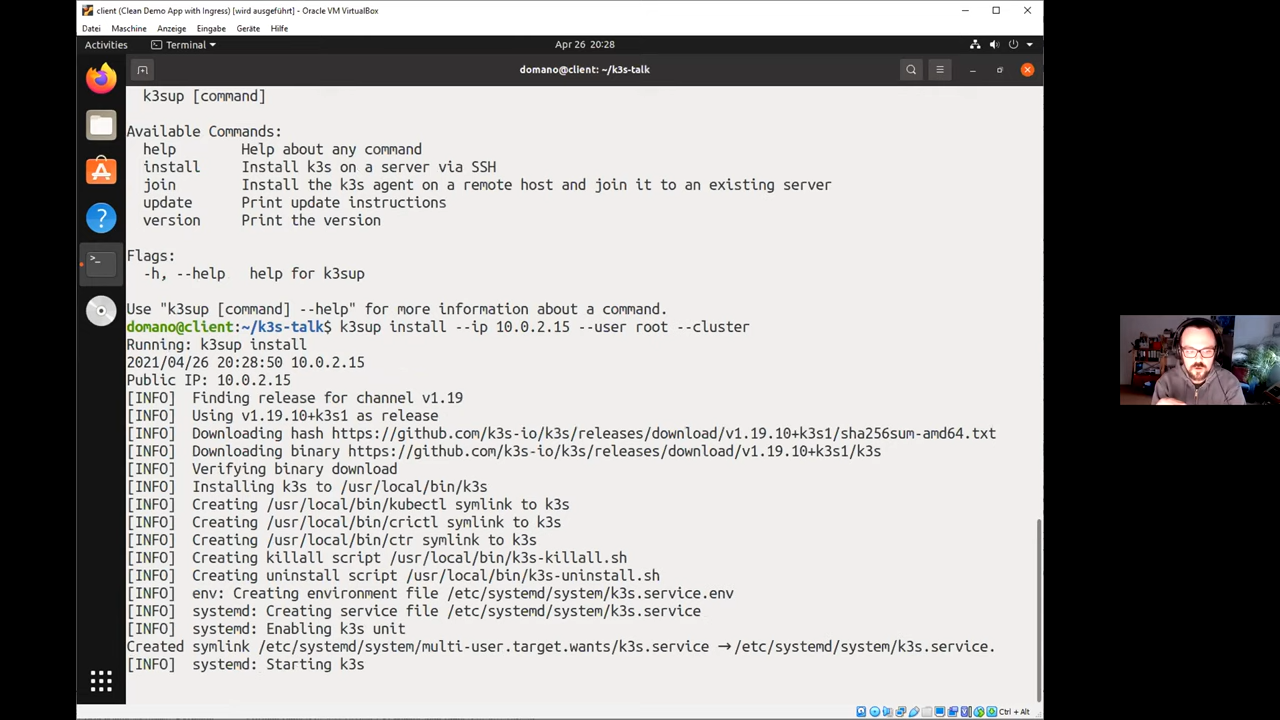 client (Clean Demo App with Ingress) [wird ausgeführt] - Oracle VM VirtualBox
Datei Maschine Anzeige Eingabe Geräte Hilfe
Activities Terminal Apr 26 20:28
domano@client: ~/k3s-talk
k3sup [command]
Available Commands:
help Help about any command
install Install k3s on a server via SSH
join Install the k3s agent on a remote host and join it to an existing server
update Print update instructions
version Print the version
Flags:
-h, --help help for k3sup
Use "k3sup [command] --help" for more information about a command.
domano@client:~/k3s-talk$ k3sup install --ip 10.0.2.15 --user root --cluster
Running: k3sup install
2021/04/26 20:28:50 10.0.2.15
Public IP: 10.0.2.15
[INFO] Finding release for channel v1.19
[INFO] Using v1.19.10+k3s1 as release
[INFO] Downloading hash https://github.com/k3s-io/k3s/releases/download/v1.19.10+k3s1/sha256sum-amd64.txt
[INFO] Downloading binary https://github.com/k3s-io/k3s/releases/download/v1.19.10+k3s1/k3s
[INFO] Verifying binary download
[INFO] Installing k3s to /usr/local/bin/k3s
[INFO] Creating /usr/local/bin/kubectl symlink to k3s
[INFO] Creating /usr/local/bin/crictl symlink to k3s
[INFO] Creating /usr/local/bin/ctr symlink to k3s
[INFO] Creating killall script /usr/local/bin/k3s-killall.sh
[INFO] Creating uninstall script /usr/local/bin/k3s-uninstall.sh
[INFO] env: Creating environment file /etc/systemd/system/k3s.service.env
[INFO] systemd: Creating service file /etc/systemd/system/k3s.service
[INFO] systemd: Enabling k3s unit
Created symlink /etc/systemd/system/multi-user.target.wants/k3s.service → /etc/systemd/system/k3s.service.
[INFO] systemd: Starting k3s
Ctrl + Alt